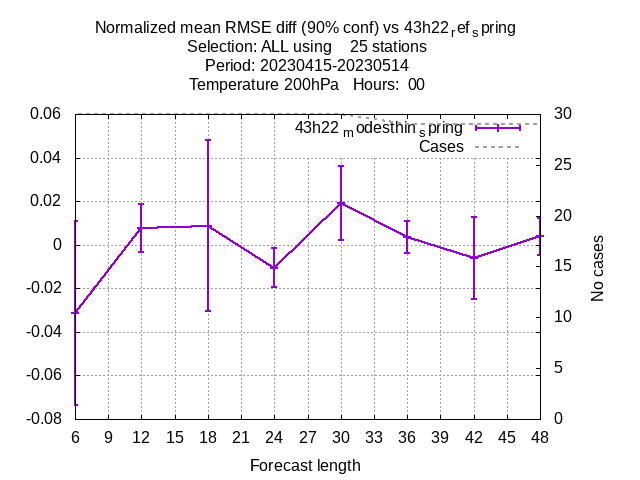 Normalized mean RMSE diff (90% conf) vs 43h22refspring
Selection: ALL using 25 stations
Period: 20230415-20230514
Temperature 200hPa Hours: 00
43h22modesthinspring
Cases
0.06
0.04
0.02
0
-0.02
-0.04
-0.06
-0.08
30
25
20
15
10
5
0
No cases
6 9 12 15 18 21 24 27 30 33 36 39 42 45 48
Forecast length